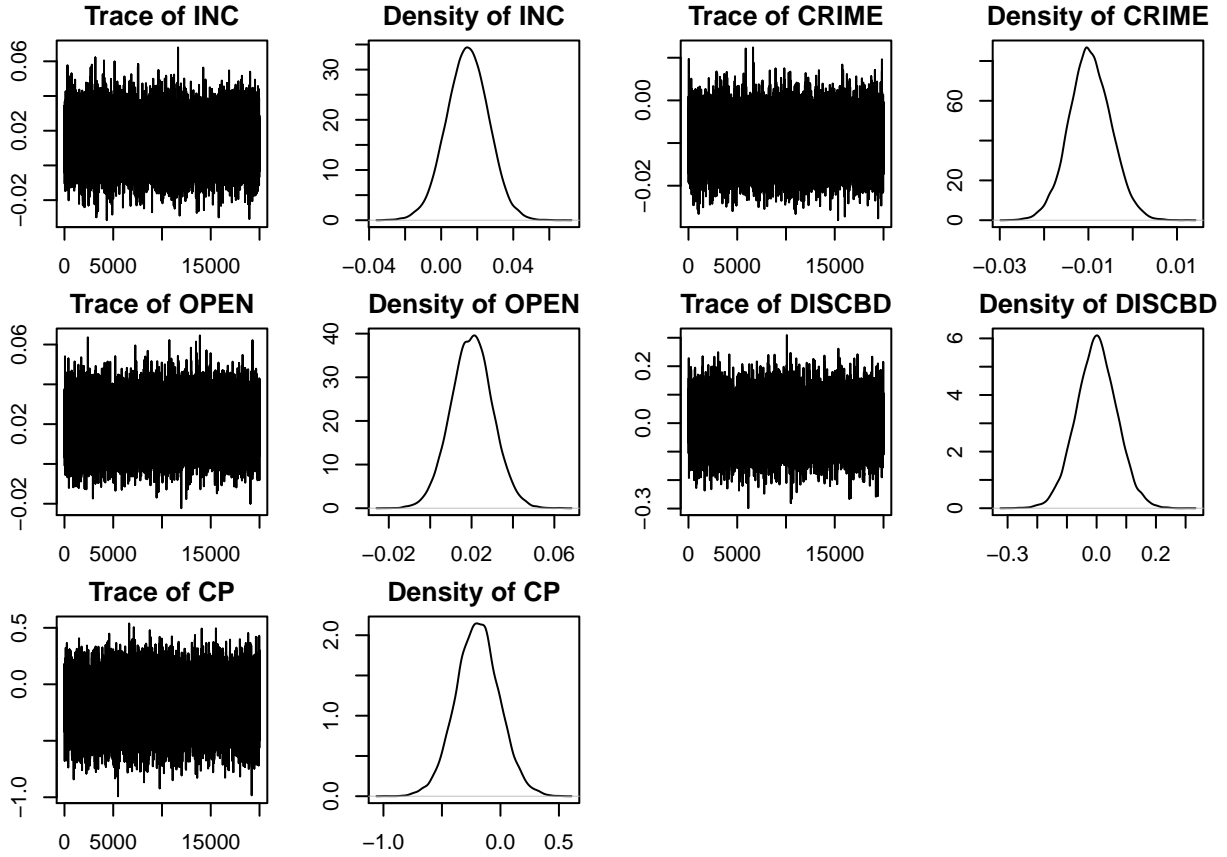 Trace of INC Density of INC Trace of CRIME Density of CRIME
−0.02 0.02 0.06
0 5000 15000
0 10 20 30
−0.04 0.00 0.04
−0.02 0.00
0 5000 15000
0 20 60
−0.03 −0.01 0.01
Trace of OPEN Density of OPEN Trace of DISCBD Density of DISCBD
−0.02 0.02 0.06
0 5000 15000
0 10 20 30 40
−0.02 0.02 0.06
−0.3 0.0 0.2
0 5000 15000
0 2 4 6
−0.3 0.0 0.2
Trace of CP Density of CP
−1.0 0.0 0.5
0 5000 15000
0.0 1.0 2.0
−1.0 0.0 0.5